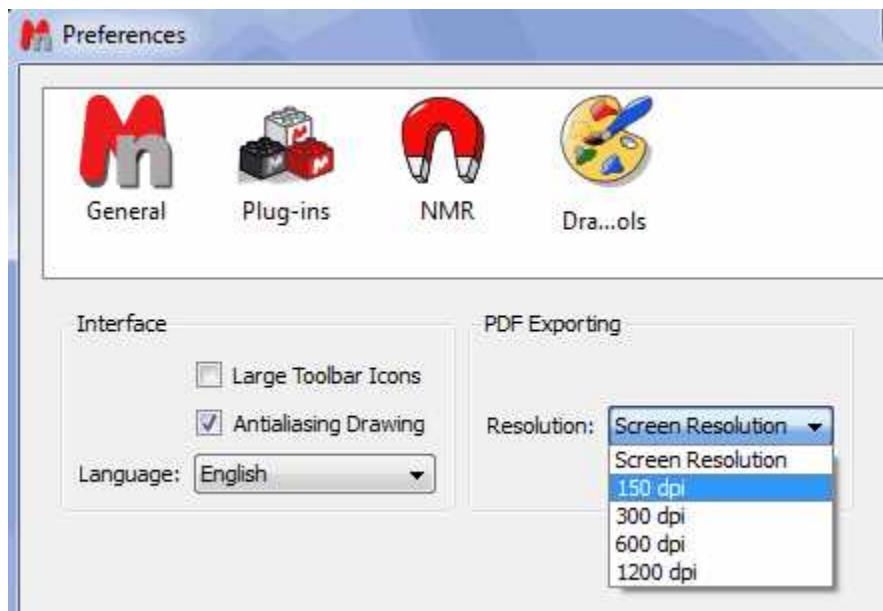 Preferences
General
Plug-ins
NMR
Dra...ols
Interface
Large Toolbar Icons
Antialiasing Drawing
Language: English
PDF Exporting
Resolution: Screen Resolution
Screen Resolution
150 dpi
300 dpi
600 dpi
1200 dpi